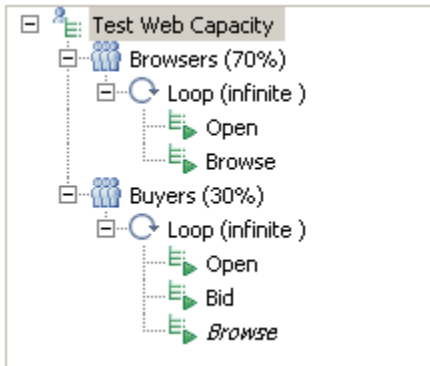 Test Web Capacity
Browsers (70%)
Loop (infinite )
Open
Browse
Buyers (30%)
Loop (infinite )
Open
Bid
Browse